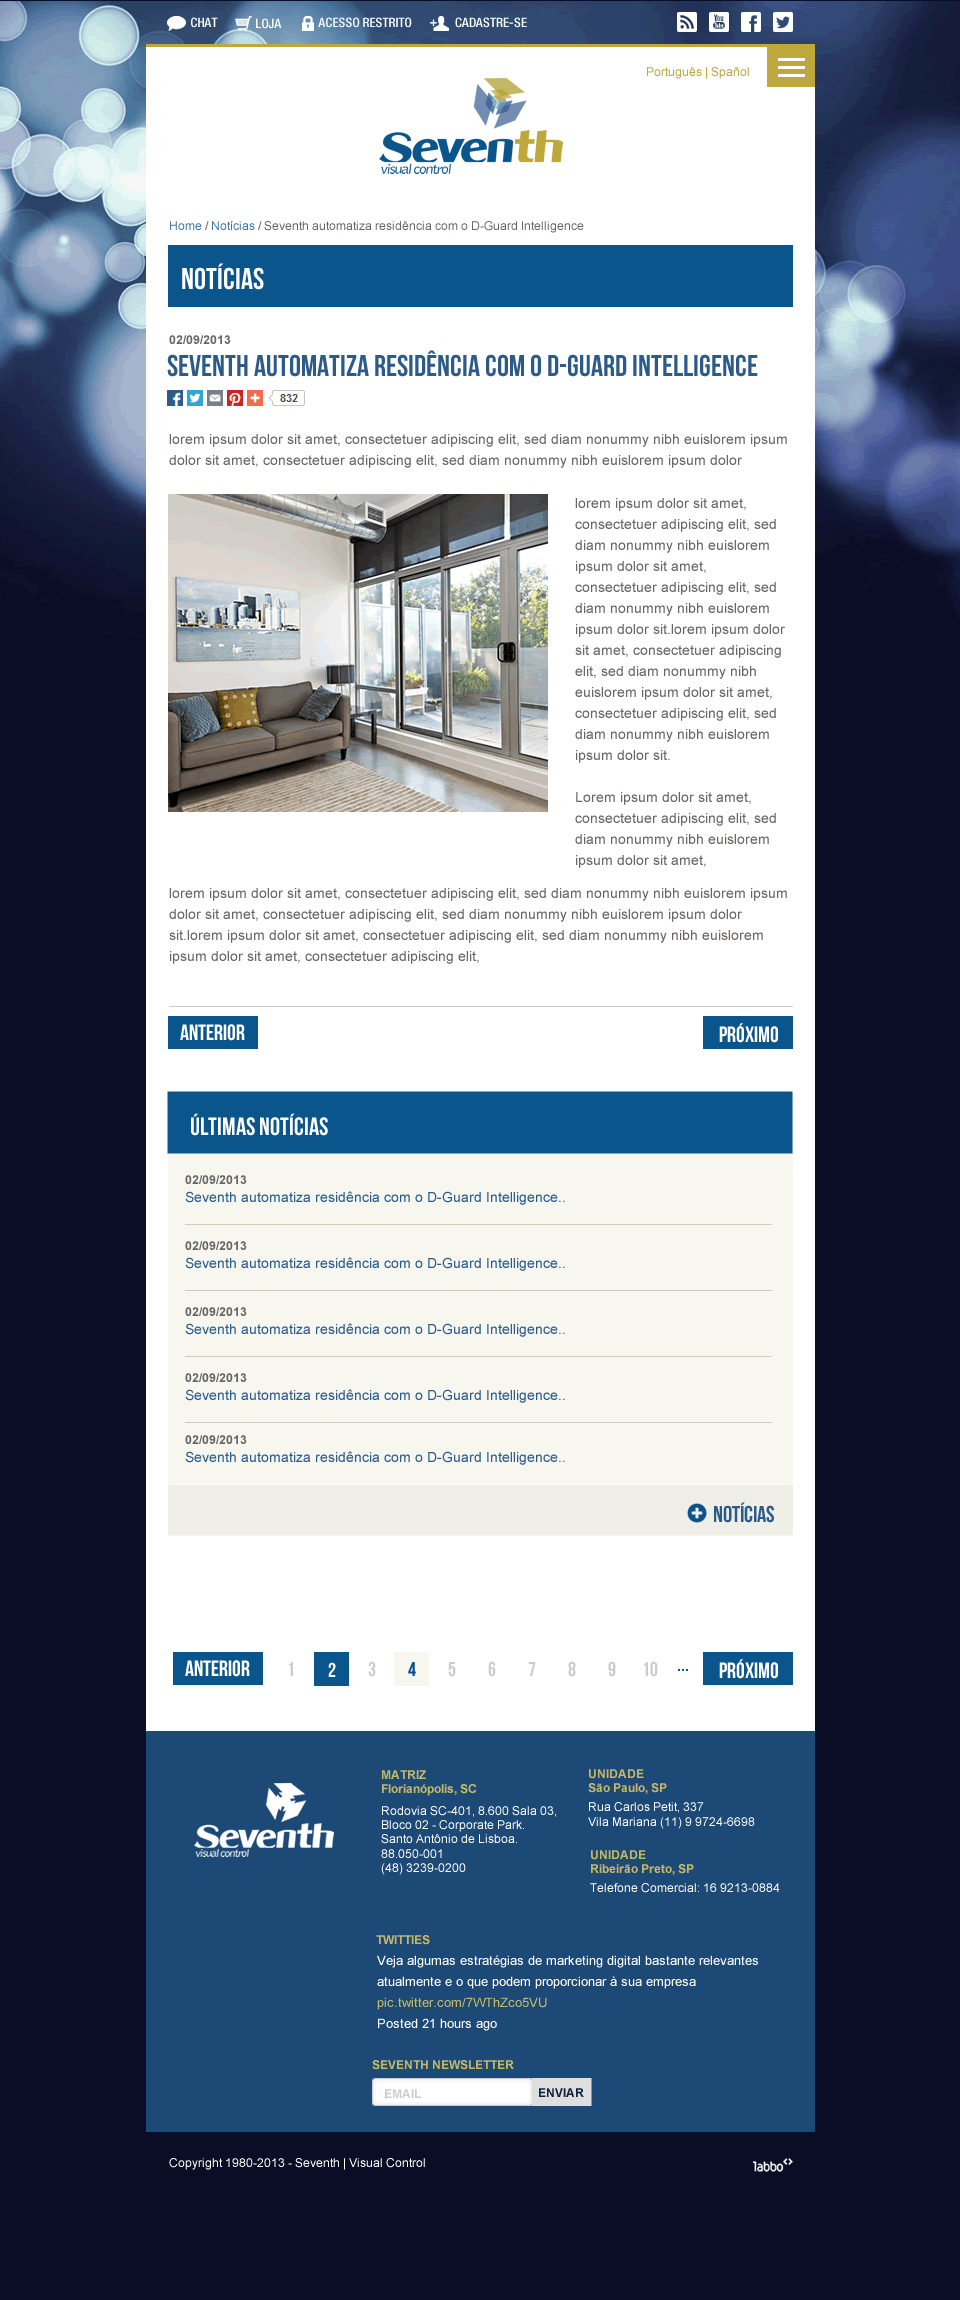 CHAT LOJA ACESSO RESTRITO CADASTRE-SE
Português | Spañol
Seventh
visual control
Home / Notícias / Seventh automatiza residência com o D-Guard Intelligence
NOTÍCIAS
02/09/2013
SEVENTH AUTOMATIZA RESIDÊNCIA COM O D-GUARD INTELLIGENCE
832
lorem ipsum dolor sit amet, consectetuer adipiscing elit, sed diam nonummy nibh euislorem ipsum
dolor sit amet, consectetuer adipiscing elit, sed diam nonummy nibh euislorem ipsum dolor
lorem ipsum dolor sit amet,
consectetuer adipiscing elit, sed
diam nonummy nibh euislorem
ipsum dolor sit amet,
consectetuer adipiscing elit, sed
diam nonummy nibh euislorem
ipsum dolor sit.lorem ipsum dolor
sit amet, consectetuer adipiscing
elit, sed diam nonummy nibh
euislorem ipsum dolor sit amet,
consectetuer adipiscing elit, sed
diam nonummy nibh euislorem
ipsum dolor sit.
Lorem ipsum dolor sit amet,
consectetuer adipiscing elit, sed
diam nonummy nibh euislorem
ipsum dolor sit amet,
lorem ipsum dolor sit amet, consectetuer adipiscing elit, sed diam nonummy nibh euislorem ipsum
dolor sit amet, consectetuer adipiscing elit, sed diam nonummy nibh euislorem ipsum dolor
sit.lorem ipsum dolor sit amet, consectetuer adipiscing elit, sed diam nonummy nibh euislorem
ipsum dolor sit amet, consectetuer adipiscing elit,
ANTERIOR PRÓXIMO
ÚLTIMAS NOTÍCIAS
02/09/2013
Seventh automatiza residência com o D-Guard Intelligence..
02/09/2013
Seventh automatiza residência com o D-Guard Intelligence..
02/09/2013
Seventh automatiza residência com o D-Guard Intelligence..
02/09/2013
Seventh automatiza residência com o D-Guard Intelligence..
02/09/2013
Seventh automatiza residência com o D-Guard Intelligence..
NOTÍCIAS
ANTERIOR 1 2 3 4 5 6 7 8 9 10 ... PRÓXIMO
Seventh
visual control
MATRIZ
Florianópolis, SC
Rodovia SC-401, 8.600 Sala 03,
Bloco 02 - Corporate Park.
Santo Antônio de Lisboa.
88.050-001
(48) 3239-0200
UNIDADE
São Paulo, SP
Rua Carlos Petit, 337
Vila Mariana (11) 9 9724-6698
UNIDADE
Ribeirão Preto, SP
Telefone Comercial: 16 9213-0884
TWITTIES
Veja algumas estratégias de marketing digital bastante relevantes
atualmente e o que podem proporcionar à sua empresa
pic.twitter.com/7WThZco5VU
Posted 21 hours ago
SEVENTH NEWSLETTER
EMAIL ENVIAR
Copyright 1980-2013 - Seventh | Visual Control
labbo<>